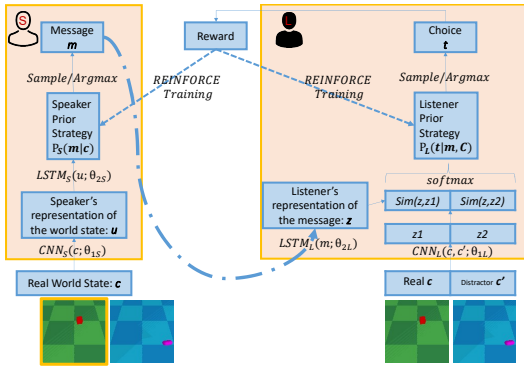 S
Message
m
Sample/Argmax
Speaker
Prior
Strategy
P_S(m|c)
LSTM_S(u; θ_2S)
Speaker's
representation of
the world state: u
CNN_S(c; θ_1S)
Real World State: c
Reward
REINFORCE
Training
REINFORCE
Training
L
Choice
t
Sample/Argmax
Listener
Prior
Strategy
P_L(t|m, C)
softmax
Sim(z,z1) Sim(z,z2)
Listener's
representation of
the message: z
LSTM_L(m; θ_2L)
z1 z2
CNN_L(c, c'; θ_1L)
Real c Distractor c'